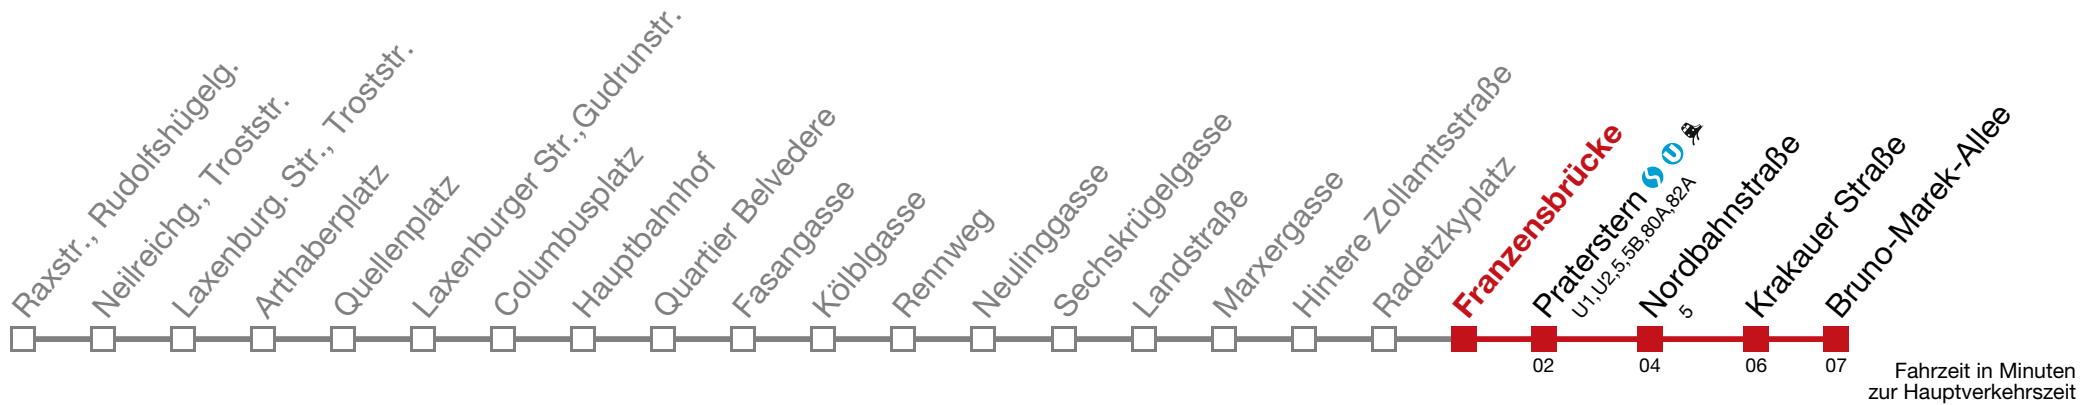 Raxstr., Rudolfshügelg.
Neilreichg., Troststr.
Laxenburg. Str., Troststr.
Arthaberplatz
Quellenplatz
Laxenburger Str.,Gudrunstr.
Columbusplatz
Hauptbahnhof
Quartier Belvedere
Fasangasse
Kölblgasse
Rennweg
Neulinggasse
Sechskrügelgasse
Landstraße
Marxergasse
Hintere Zollamtsstraße
Radetzkyplatz
Franzensbrücke
Praterstern S U
U1,U2,5,5B,80A,82A
Nordbahnstraße
5
Krakauer Straße
Bruno-Marek-Allee
02 04 06 07
Fahrzeit in Minuten
zur Hauptverkehrszeit